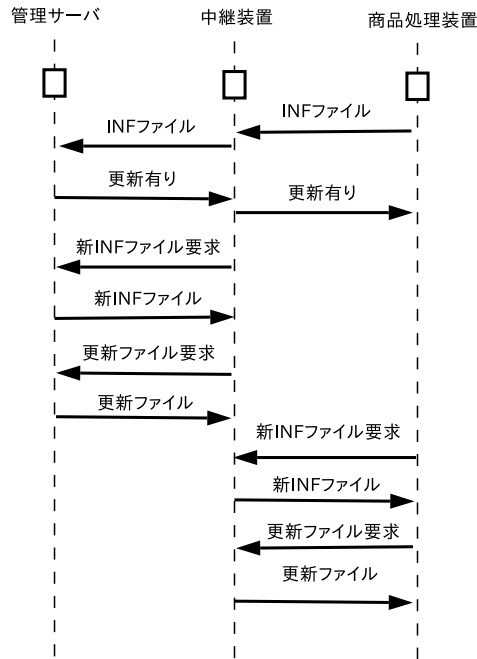 管理サーバ
中継装置
商品処理装置
INFファイル
INFファイル
更新有り
更新有り
新INFファイル要求
新INFファイル
更新ファイル要求
更新ファイル
新INFファイル要求
新INFファイル
更新ファイル要求
更新ファイル